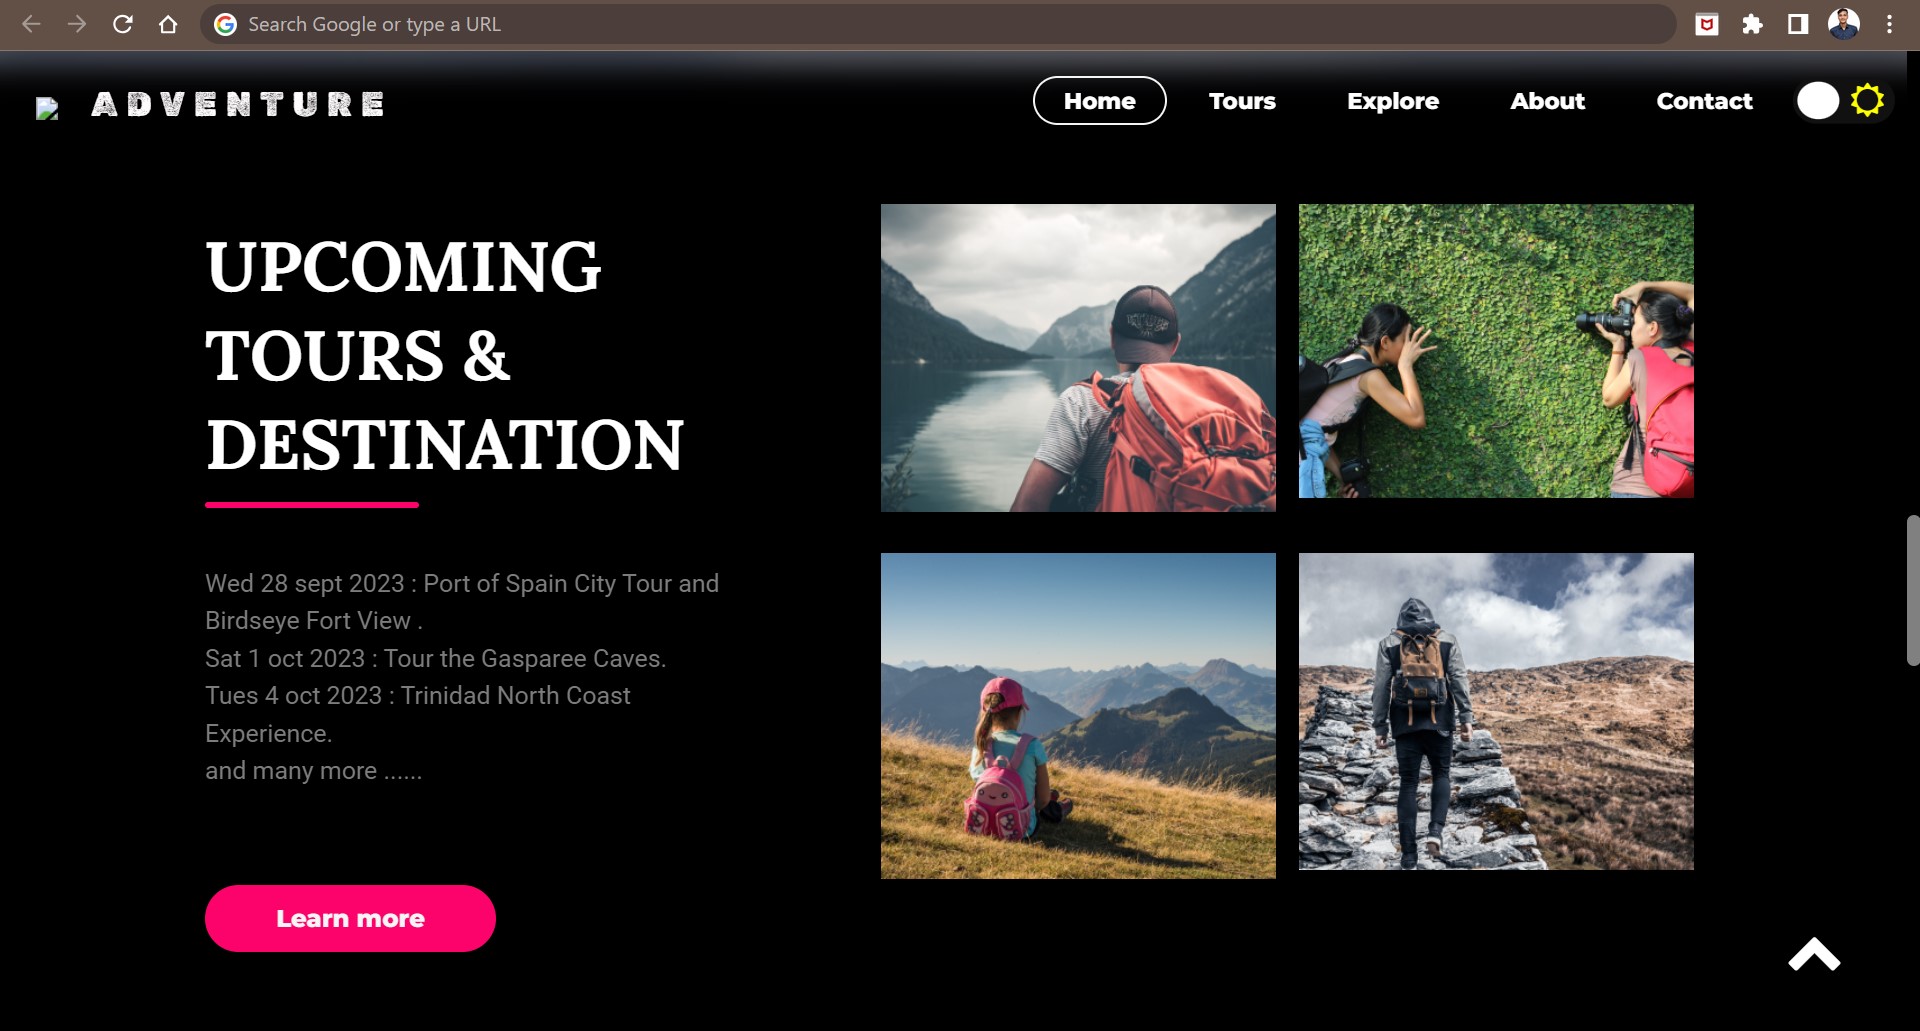 Search Google or type a URL
ADVENTURE
Home
Tours
Explore
About
Contact
UPCOMING
TOURS &
DESTINATION
Wed 28 sept 2023 : Port of Spain City Tour and
Birdseye Fort View .
Sat 1 oct 2023 : Tour the Gasparee Caves.
Tues 4 oct 2023 : Trinidad North Coast
Experience.
and many more ......
Learn more